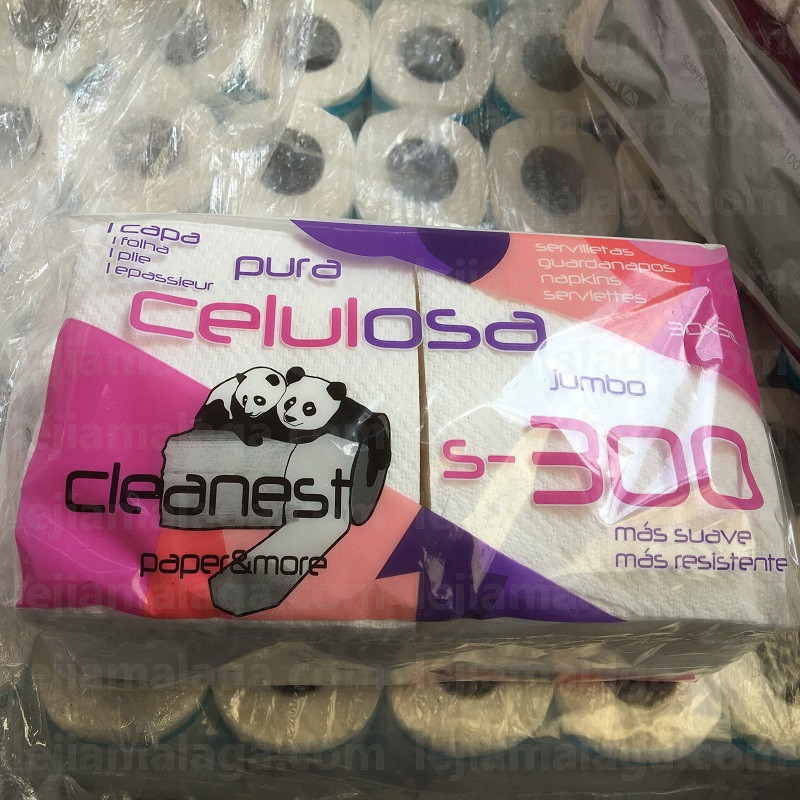 1 capa
1 folha
1 plie
1 epassieur
pura
celulosa
servilletas
guardanapos
napkins
serviettes
jumbo
s-300
más suave
más resistente
cleanest
paper&more
lejiamalaga.com